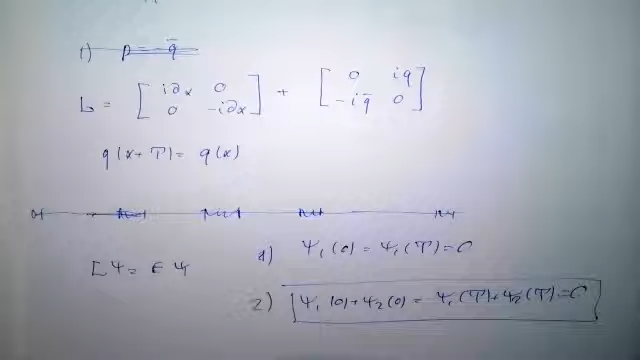 1) p = q̄
L = [ i∂x 0 ; 0 -i∂x ] + [ 0 iq ; -iq̄ 0 ]
q(x+T) = q(x)
LΨ = EΨ
1) Ψ₁(0) = Ψ₁(T) = 0
2) Ψ₁(0)+Ψ₂(0) = Ψ₁(T)+Ψ₂(T) = 0